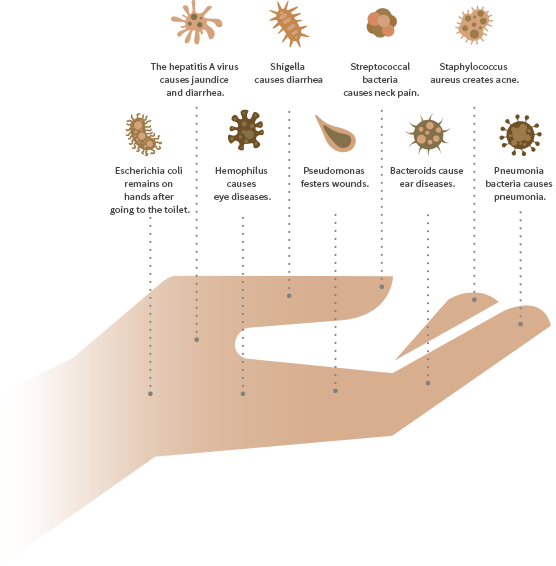 The hepatitis A virus
causes jaundice
and diarrhea.
Shigella
causes diarrhea
Streptococcal
bacteria
causes neck pain.
Staphylococcus
aureus creates acne.
Escherichia coli
remains on
hands after
going to the toilet.
Hemophilus
causes
eye diseases.
Pseudomonas
festers wounds.
Bacteroids cause
ear diseases.
Pneumonia
bacteria causes
pneumonia.